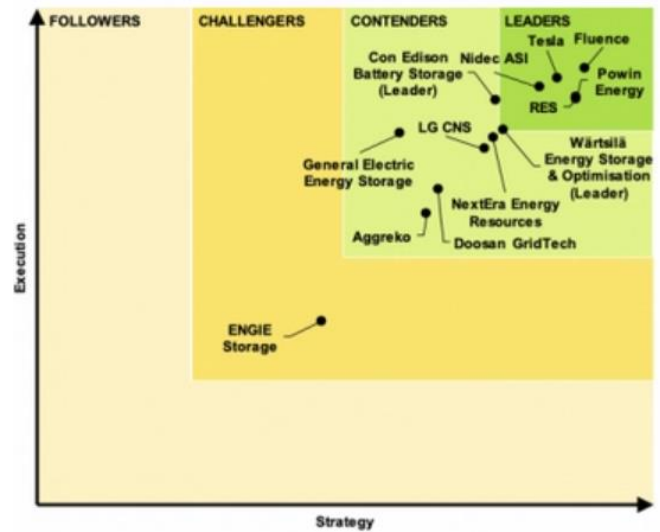 FOLLOWERS
CHALLENGERS
CONTENDERS
LEADERS
Tesla
Fluence
Con Edison
Battery Storage
(Leader)
Nidec ASI
Powin
Energy
RES
LG CNS
Wärtsilä
Energy Storage
& Optimisation
(Leader)
General Electric
Energy Storage
NextEra Energy
Resources
Aggreko
Doosan GridTech
ENGIE
Storage
Execution
Strategy